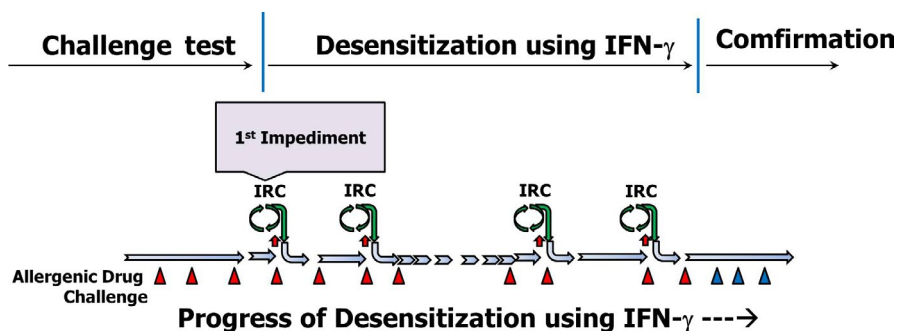 Challenge test
Desensitization using IFN-γ
Comfirmation
1st Impediment
IRC
IRC
IRC
IRC
Allergenic Drug
Challenge
Progress of Desensitization using IFN-γ ---→